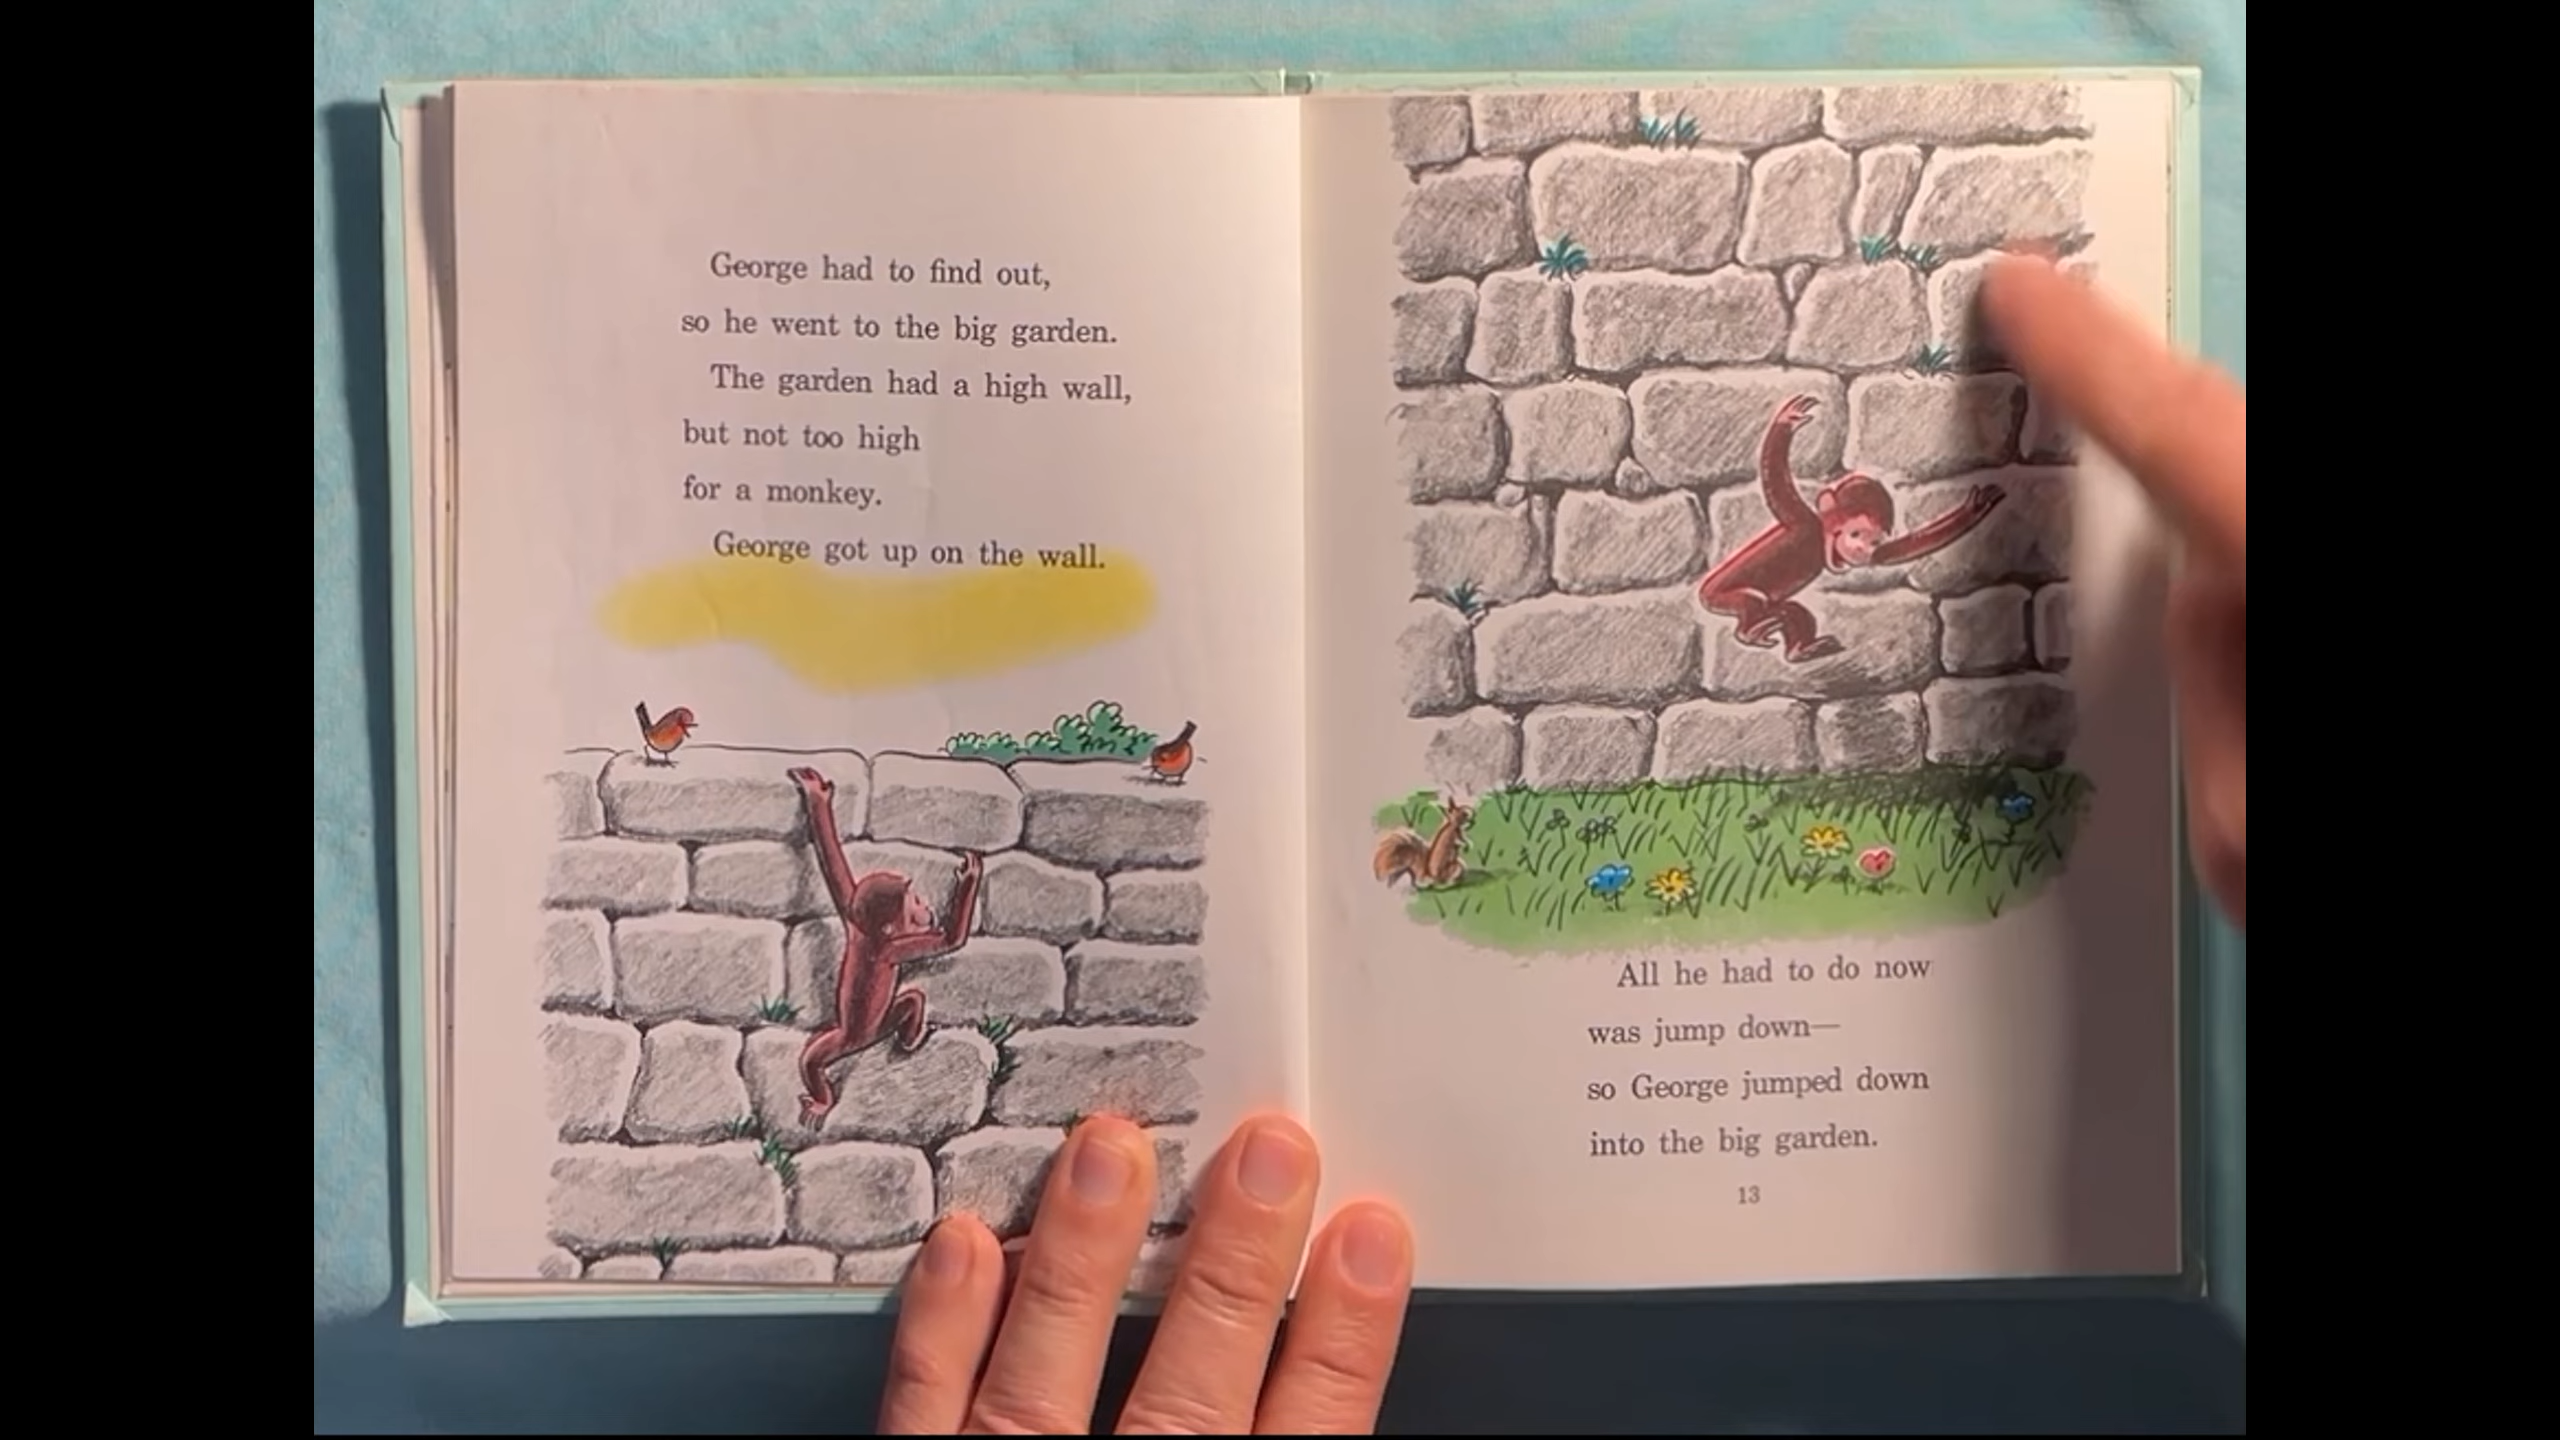 George had to find out,
so he went to the big garden.
The garden had a high wall,
but not too high
for a monkey.
George got up on the wall.
All he had to do now
was jump down—
so George jumped down
into the big garden.
13